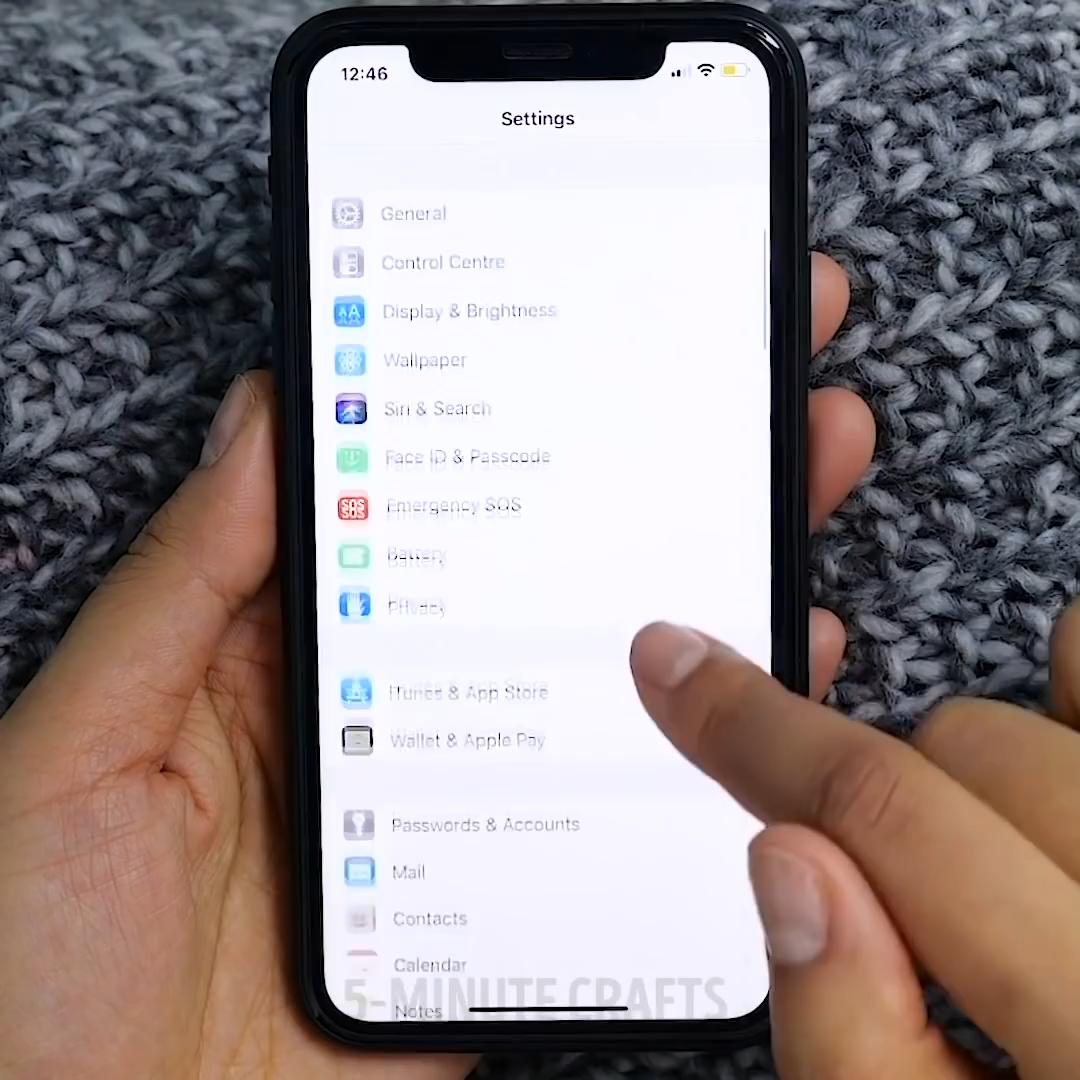 12:46
Settings
General
Control Centre
Display & Brightness
Wallpaper
Siri & Search
Face ID & Passcode
Emergency SOS
SOS
Battery
Privacy
iTunes & App Store
Wallet & Apple Pay
Passwords & Accounts
Mail
Contacts
Calendar
Notes
5-MINUTE CRAFTS